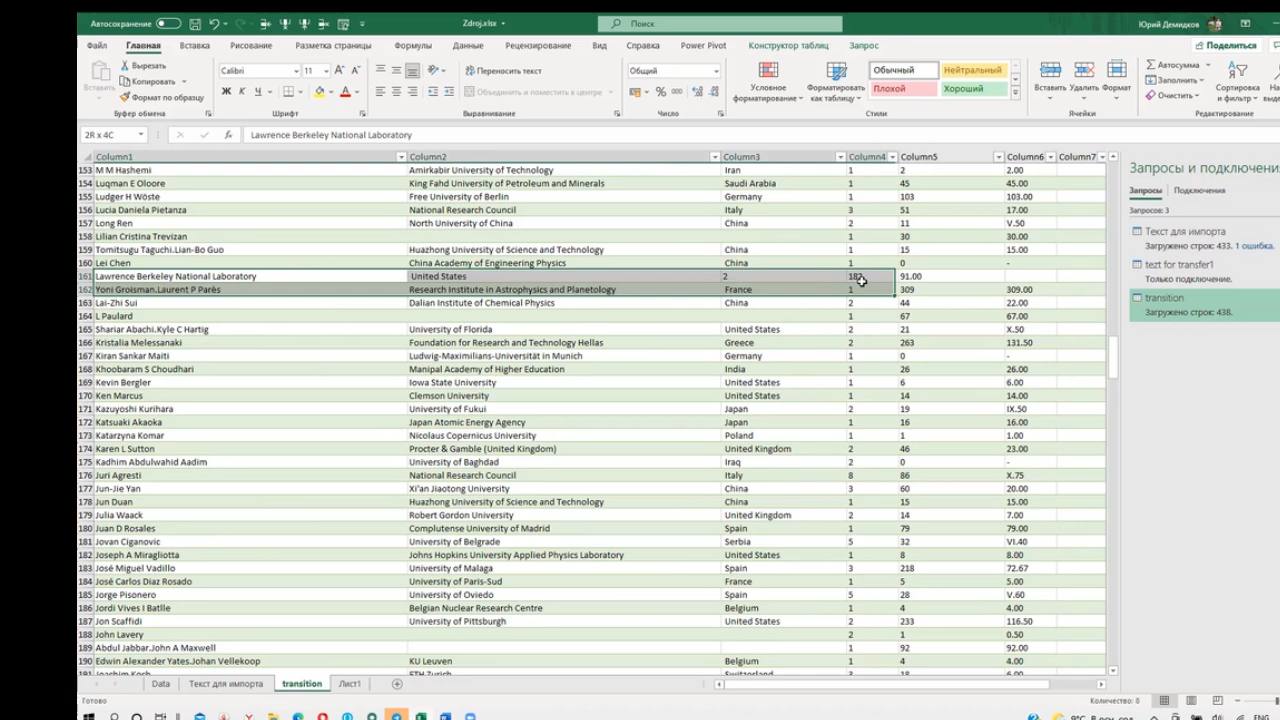 Автосохранение Zdroj.xlsx Поиск Юрий Демидков
Файл Главная Вставка Рисование Разметка страницы Формулы Данные Рецензирование Вид Справка Power Pivot Конструктор таблиц Запрос Поделиться
Вставить Вырезать Копировать Формат по образцу
Calibri 11
Ж К Ч
Переносить текст
Объединить и поместить в центре
Общий
Условное форматирование Форматировать как таблицу
Обычный Нейтральный
Плохой Хороший
Вставить Удалить Формат
Автосумма Заполнить Очистить
Сортировка и фильтр
Буфер обмена Шрифт Выравнивание Число Стили Ячейки Редактирование
2R x 4C fx Lawrence Berkeley National Laboratory
Column1 Column2 Column3 Column4 Column5 Column6 Column7
153 M M Hashemi Amirkabir University of Technology Iran 1 2 2.00
154 Luqman E Oloore King Fahd University of Petroleum and Minerals Saudi Arabia 1 45 45.00
155 Ludger H Wöste Free University of Berlin Germany 1 103 103.00
156 Lucia Daniela Pietanza National Research Council Italy 3 51 17.00
157 Long Ren North University of China China 2 11 V.50
158 Lilian Cristina Trevizan 1 30 30.00
159 Tomitsugu Taguchi.Lian-Bo Guo Huazhong University of Science and Technology China 1 15 15.00
160 Lei Chen China Academy of Engineering Physics China 1 0 -
161 Lawrence Berkeley National Laboratory United States 2 182 91.00
162 Yoni Groisman.Laurent P Parès Research Institute in Astrophysics and Planetology France 1 309 309.00
163 Lai-Zhi Sui Dalian Institute of Chemical Physics China 2 44 22.00
164 L Paulard 1 67 67.00
165 Shariar Abachi.Kyle C Hartig University of Florida United States 2 21 X.50
166 Kristalia Melessanaki Foundation for Research and Technology Hellas Greece 2 263 131.50
167 Kiran Sankar Maiti Ludwig-Maximilians-Universität in Munich Germany 1 0 -
168 Khoobaram S Choudhari Manipal Academy of Higher Education India 1 26 26.00
169 Kevin Bergler Iowa State University United States 1 6 6.00
170 Ken Marcus Clemson University United States 1 14 14.00
171 Kazuyoshi Kurihara University of Fukui Japan 2 19 IX.50
172 Katsuaki Akaoka Japan Atomic Energy Agency Japan 1 16 16.00
173 Katarzyna Komar Nicolaus Copernicus University Poland 1 1 1.00
174 Karen L Sutton Procter & Gamble (United Kingdom) United Kingdom 2 46 23.00
175 Kadhim Abdulwahid Aadim University of Baghdad Iraq 2 0 -
176 Juri Agresti National Research Council Italy 8 86 X.75
177 Jun-Jie Yan Xi'an Jiaotong University China 3 60 20.00
178 Jun Duan Huazhong University of Science and Technology China 1 15 15.00
179 Julia Waack Robert Gordon University United Kingdom 2 14 7.00
180 Juan D Rosales Complutense University of Madrid Spain 1 79 79.00
181 Jovan Ciganovic University of Belgrade Serbia 5 32 VI.40
182 Joseph A Miragliotta Johns Hopkins University Applied Physics Laboratory United States 1 8 8.00
183 José Miguel Vadillo University of Malaga Spain 3 218 72.67
184 José Carlos Diaz Rosado University of Paris-Sud France 1 5 5.00
185 Jorge Pisonero University of Oviedo Spain 5 28 V.60
186 Jordi Vives I Batlle Belgian Nuclear Research Centre Belgium 1 4 4.00
187 Jon Scaffidi University of Pittsburgh United States 2 233 116.50
188 John Lavery 2 1 0.50
189 Abdul Jabbar.John A Maxwell 1 92 92.00
190 Edwin Alexander Yates.Johan Vellekoop KU Leuven Belgium 1 4 4.00
Запросы и подключени
Запросы Подключения
Запросов: 3
Текст для импорта
Загружено строк: 433. 1 ошибка.
tezt for transfer1
Только подключение.
transition
Загружено строк: 438.
Data Текст для импорта transition Лист1
Готово Количество: 8